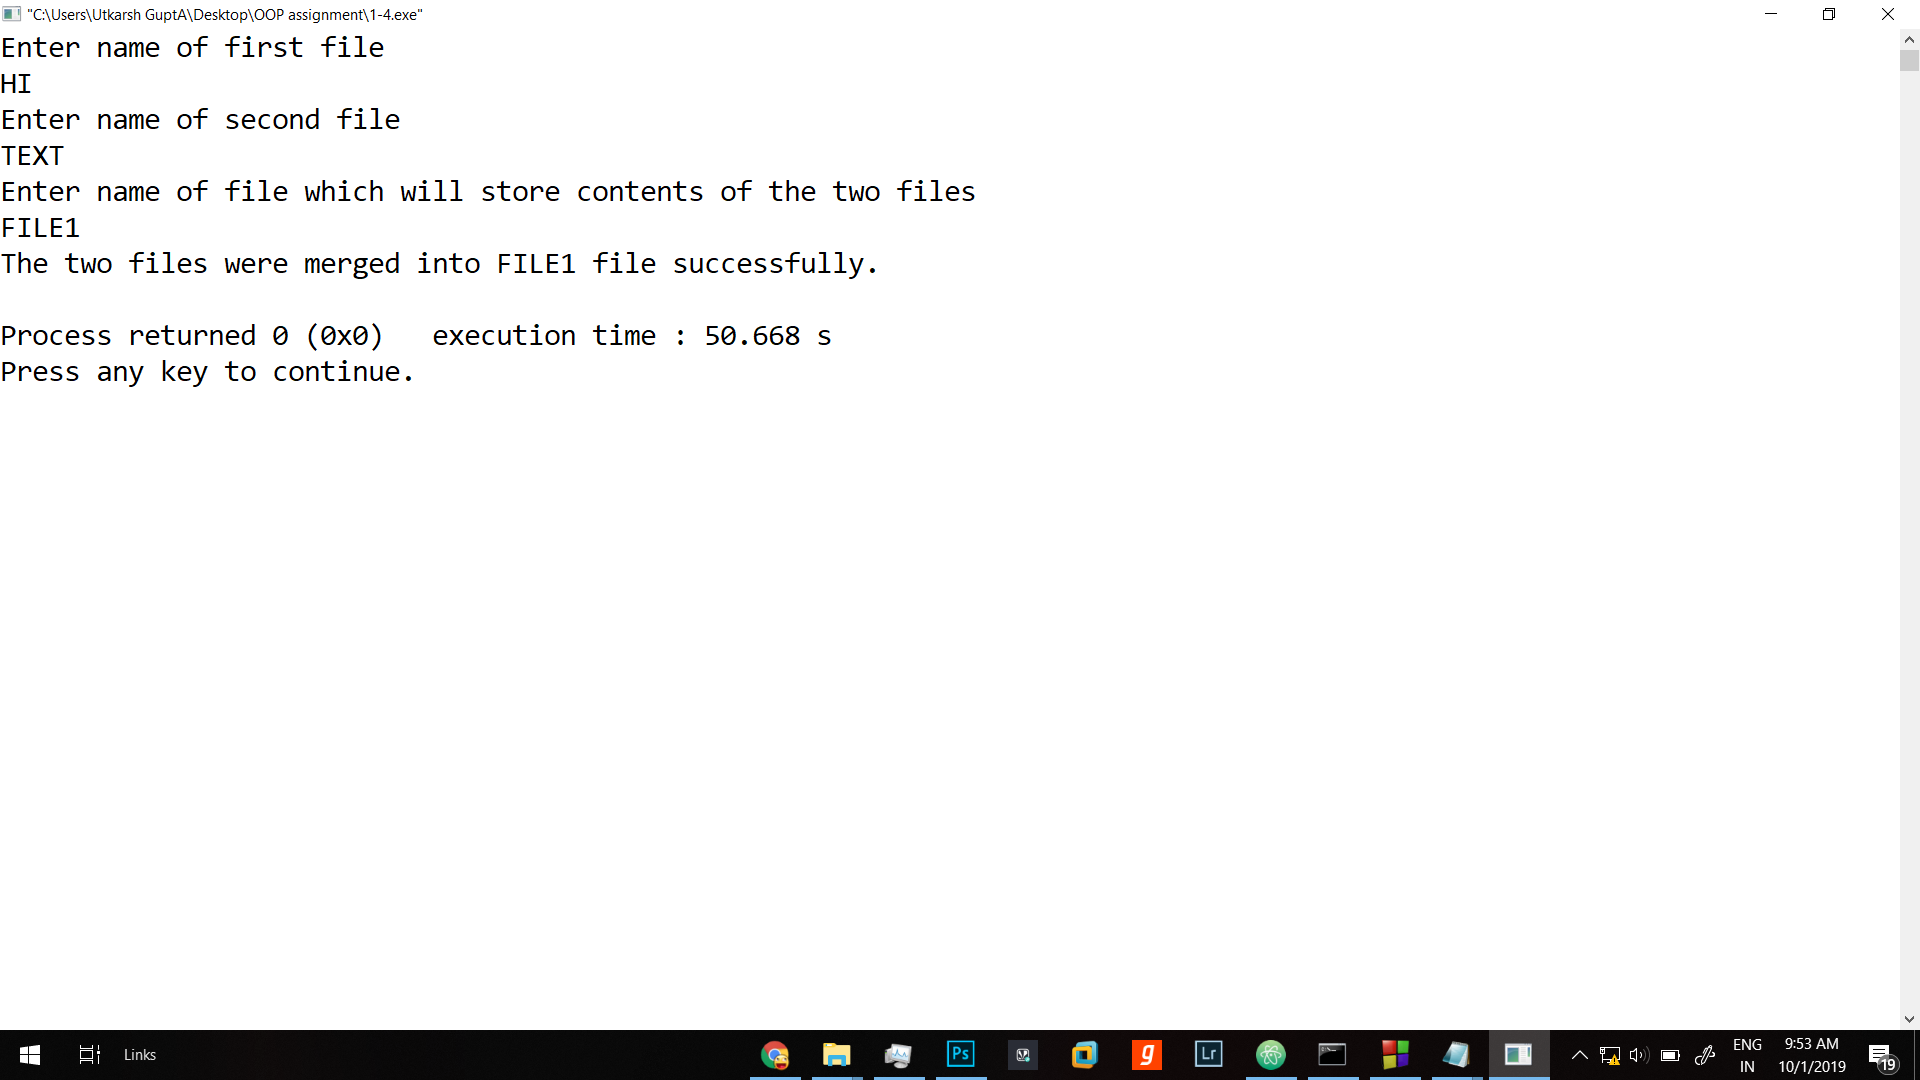 "C:\Users\Utkarsh GuptA\Desktop\OOP assignment\1-4.exe"
Enter name of first file
HI
Enter name of second file
TEXT
Enter name of file which will store contents of the two files
FILE1
The two files were merged into FILE1 file successfully.
Process returned 0 (0x0)   execution time : 50.668 s
Press any key to continue.
Links
Ps
g
Lr
ENG
IN
9:53 AM
10/1/2019
19